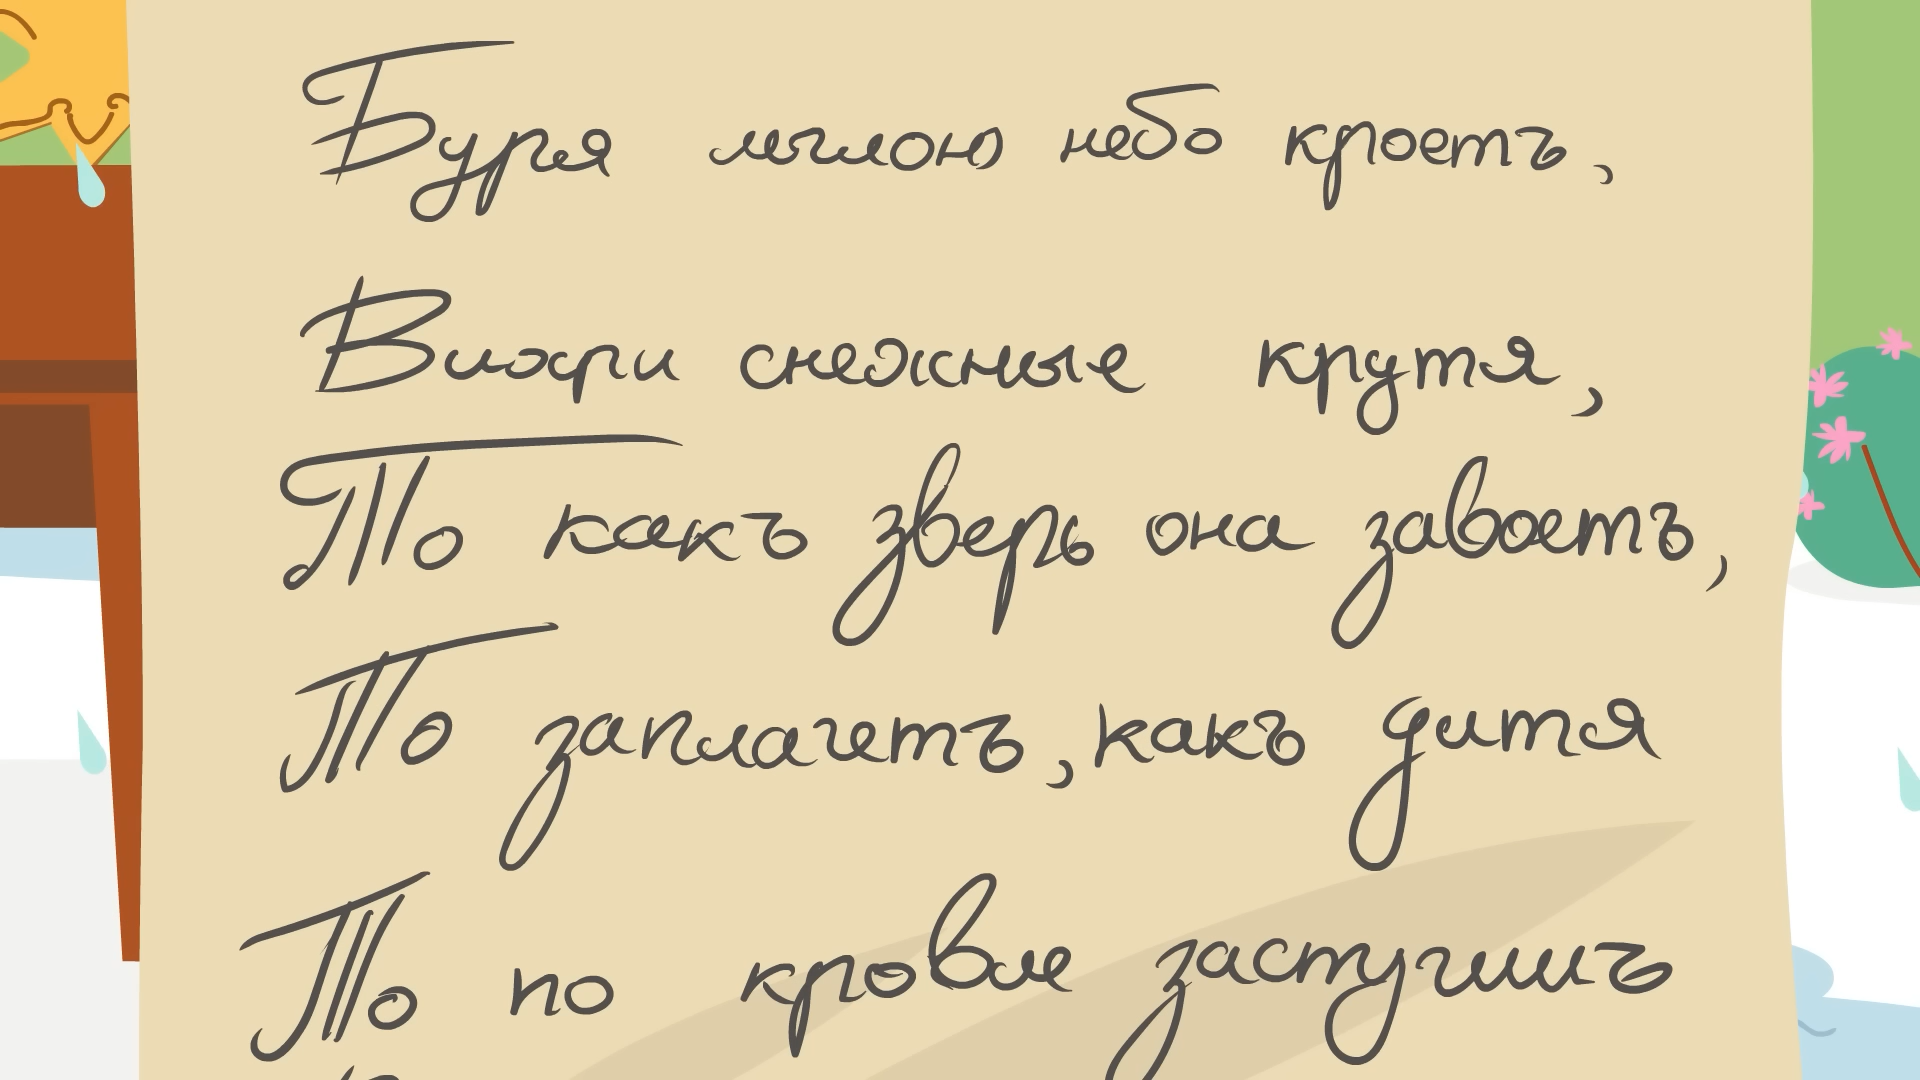 Буря мглою небо кроетъ,
Вихри снежные крутя,
То какъ зверь она завоетъ,
То заплачетъ, какъ дитя
То по кровле застучитъ